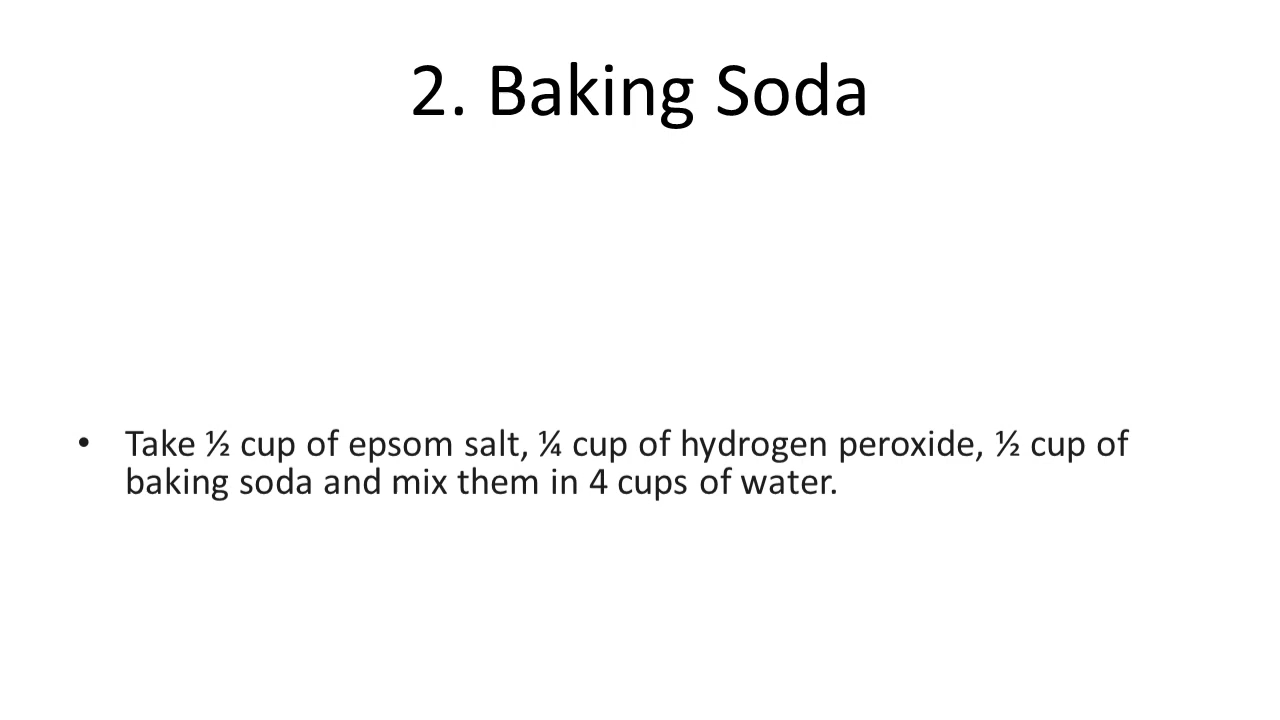 2. Baking Soda
• Take ½ cup of epsom salt, ¼ cup of hydrogen peroxide, ½ cup of
baking soda and mix them in 4 cups of water.